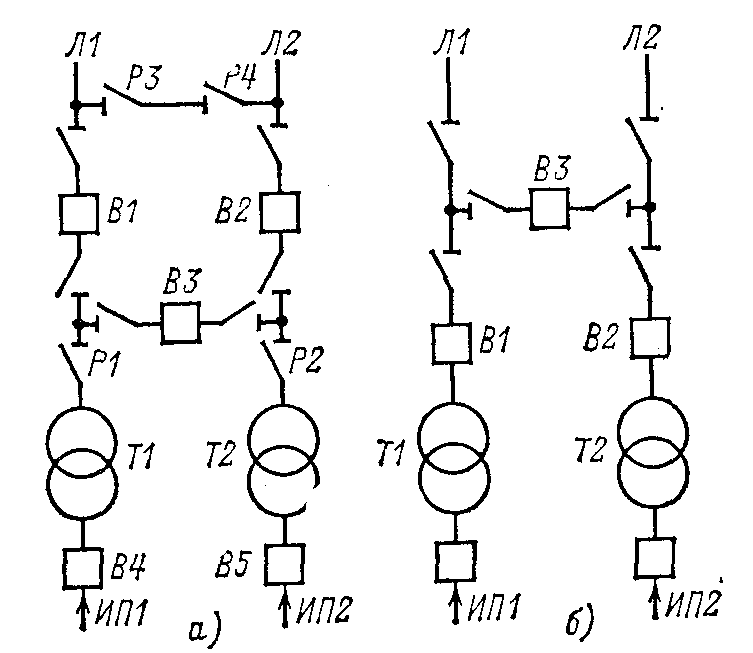 Л1 Л2 Л1 Л2
Р3 Р4
В3
В1 В2
В3
В1 В2
Р1 Р2
Т1 Т2 Т1 Т2
В4 В5
ИП1 ИП2 ИП1 ИП2
а) б)